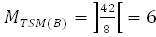 M_{TSM(B)} = ]42/8[ = 6